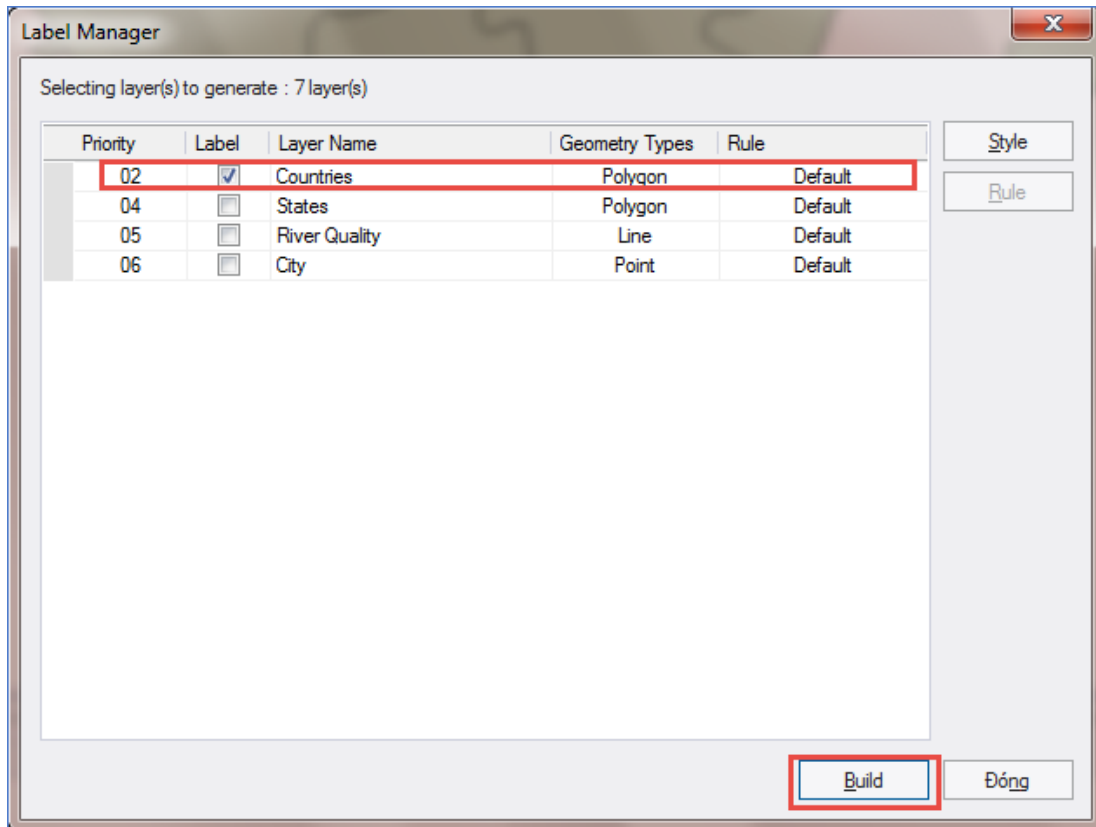 Label Manager
Selecting layer(s) to generate : 7 layer(s)
Priority Label Layer Name Geometry Types Rule
02 Countries Polygon Default
04 States Polygon Default
05 River Quality Line Default
06 City Point Default
Style
Rule
Build Đóng